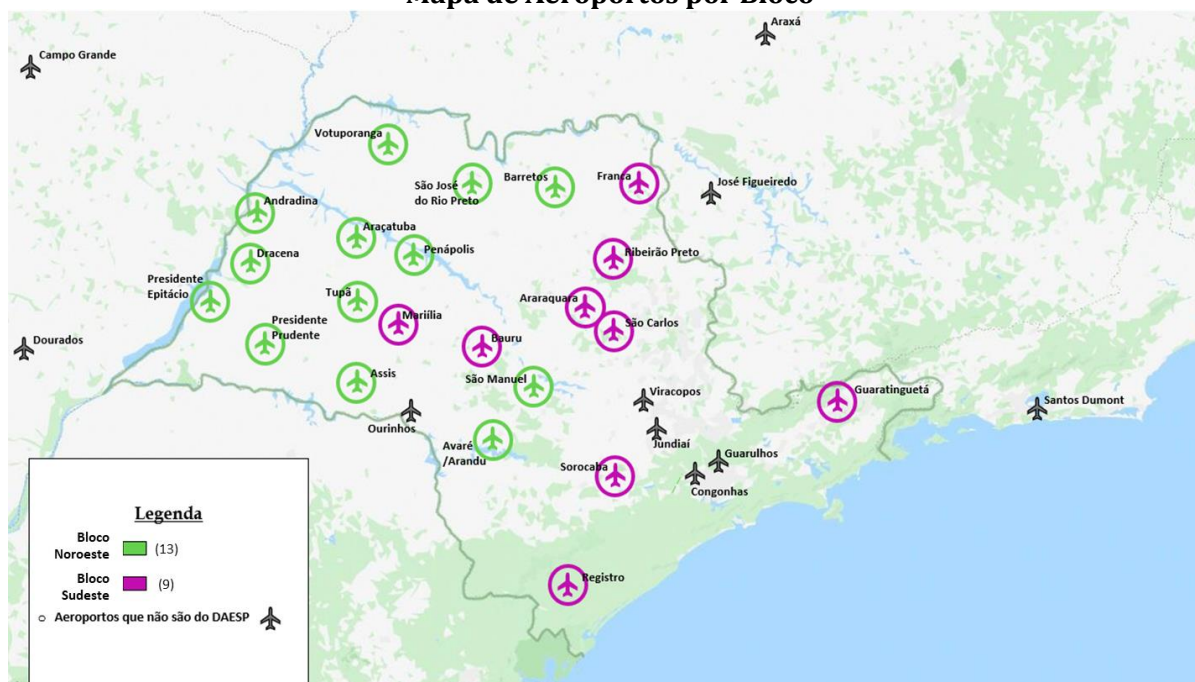 Mapa de Aeroportos por Bloco
Araxá
Campo Grande
Votuporanga
São José
do Rio Preto
Barretos
Franca
José Figueiredo
Andradina
Araçatuba
Penápolis
Dracena
Ribeirão Preto
Presidente
Epitácio
Tupã
Mariília
Araraquara
São Carlos
Presidente
Prudente
Dourados
Bauru
Assis
São Manuel
Viracopos
Guaratinguetá
Santos Dumont
Ourinhos
Jundiaí
Avaré
/Arandu
Guarulhos
Sorocaba
Congonhas
Registro
Legenda
Bloco
Noroeste
(13)
Bloco
Sudeste
(9)
Aeroportos que não são do DAESP